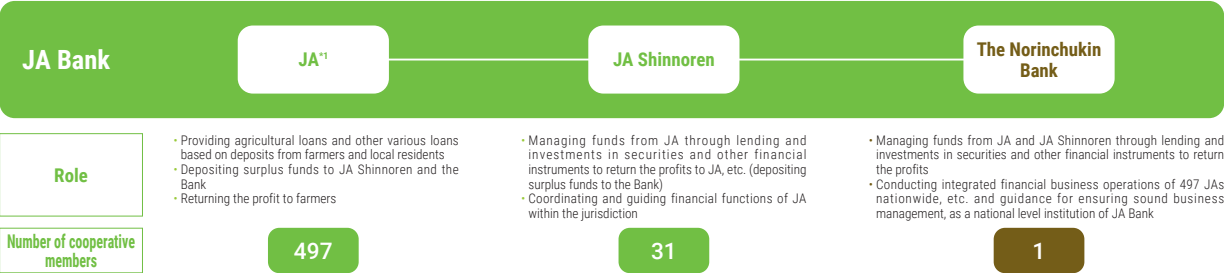 JA Bank
JA*1
JA Shinnoren
The Norinchukin
Bank
Role
・Providing agricultural loans and other various loans
based on deposits from farmers and local residents
・Depositing surplus funds to JA Shinnoren and the
Bank
・Returning the profit to farmers
・Managing funds from JA through lending and
investments in securities and other financial
instruments to return the profits to JA, etc. (depositing
surplus funds to the Bank)
・Coordinating and guiding financial functions of JA
within the jurisdiction
・Managing funds from JA and JA Shinnoren through lending and
investments in securities and other financial instruments to return
the profits
・Conducting integrated financial business operations of 497 JAs
nationwide, etc. and guidance for ensuring sound business
management, as a national level institution of JA Bank
Number of cooperative
members
497
31
1